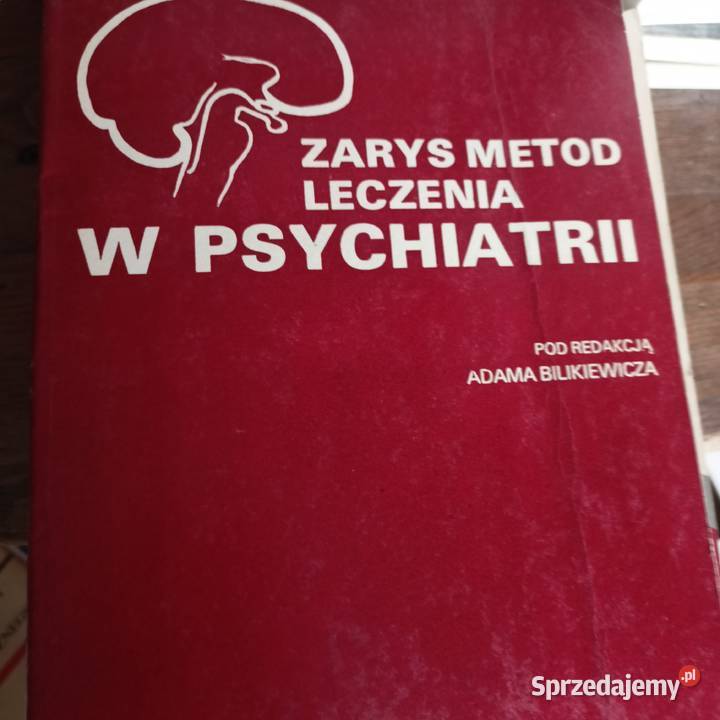 ZARYS METOD
LECZENIA
W PSYCHIATRII
POD REDAKCJĄ
ADAMA BILIKIEWICZA
Sprzedajemy.pl